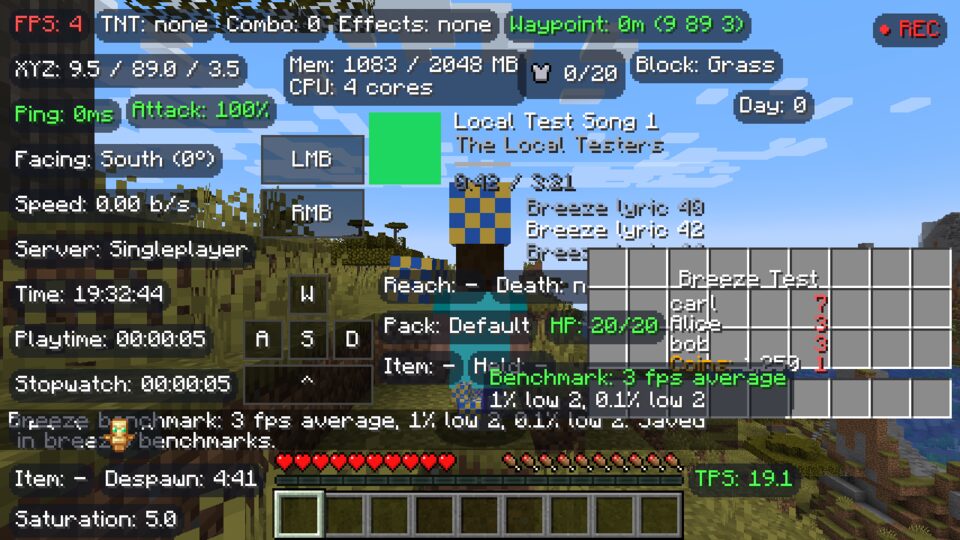 FPS: 4 TNT: none Combo: 0 Effects: none Waypoint: 0m (9 89 3) REC
XYZ: 9.5 / 89.0 / 3.5 Mem: 1083 / 2048 MB 0/20 Block: Grass
CPU: 4 cores
Ping: 0ms Attack: 100% Day: 0
Local Test Song 1
The Local Testers
Facing: South (0°) LMB
0:42 / 3:21
Speed: 0.00 b/s RMB
Breeze lyric 40
Breeze lyric 42
Breeze
Server: Singleplayer
Breeze Test
Reach: - Death: n
Time: 19:32:44 W
carl 7
Alice 3
bob 3
Coins: 1,250 1
Pack: Default HP: 20/20
Playtime: 00:00:05 A S D
Item: - Held: -
Stopwatch: 00:00:05 ^
Benchmark: 3 fps average
1% low 2, 0.1% low 2
Breeze benchmark: 3 fps average, 1% low 2, 0.1% low 2. Saved
in breeze benchmarks.
Item: - Despawn: 4:41 TPS: 19.1
Saturation: 5.0